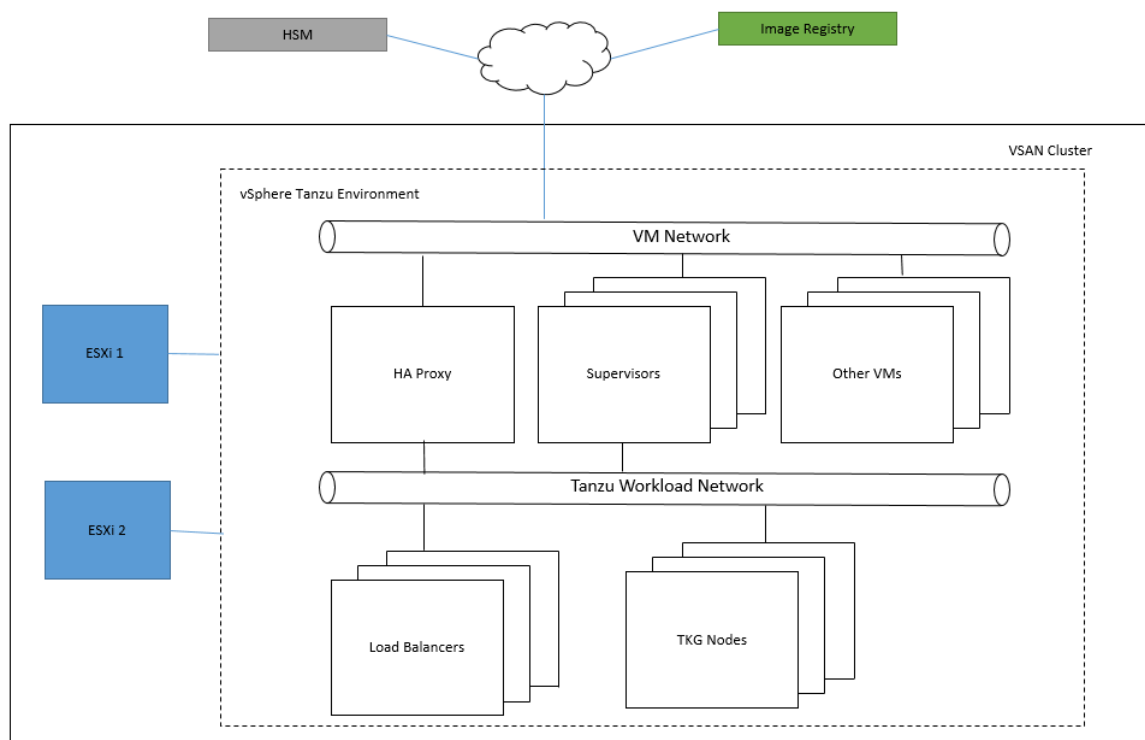 HSM
Image Registry
VSAN Cluster
vSphere Tanzu Environment
VM Network
ESXi 1
HA Proxy
Supervisors
Other VMs
Tanzu Workload Network
ESXi 2
Load Balancers
TKG Nodes